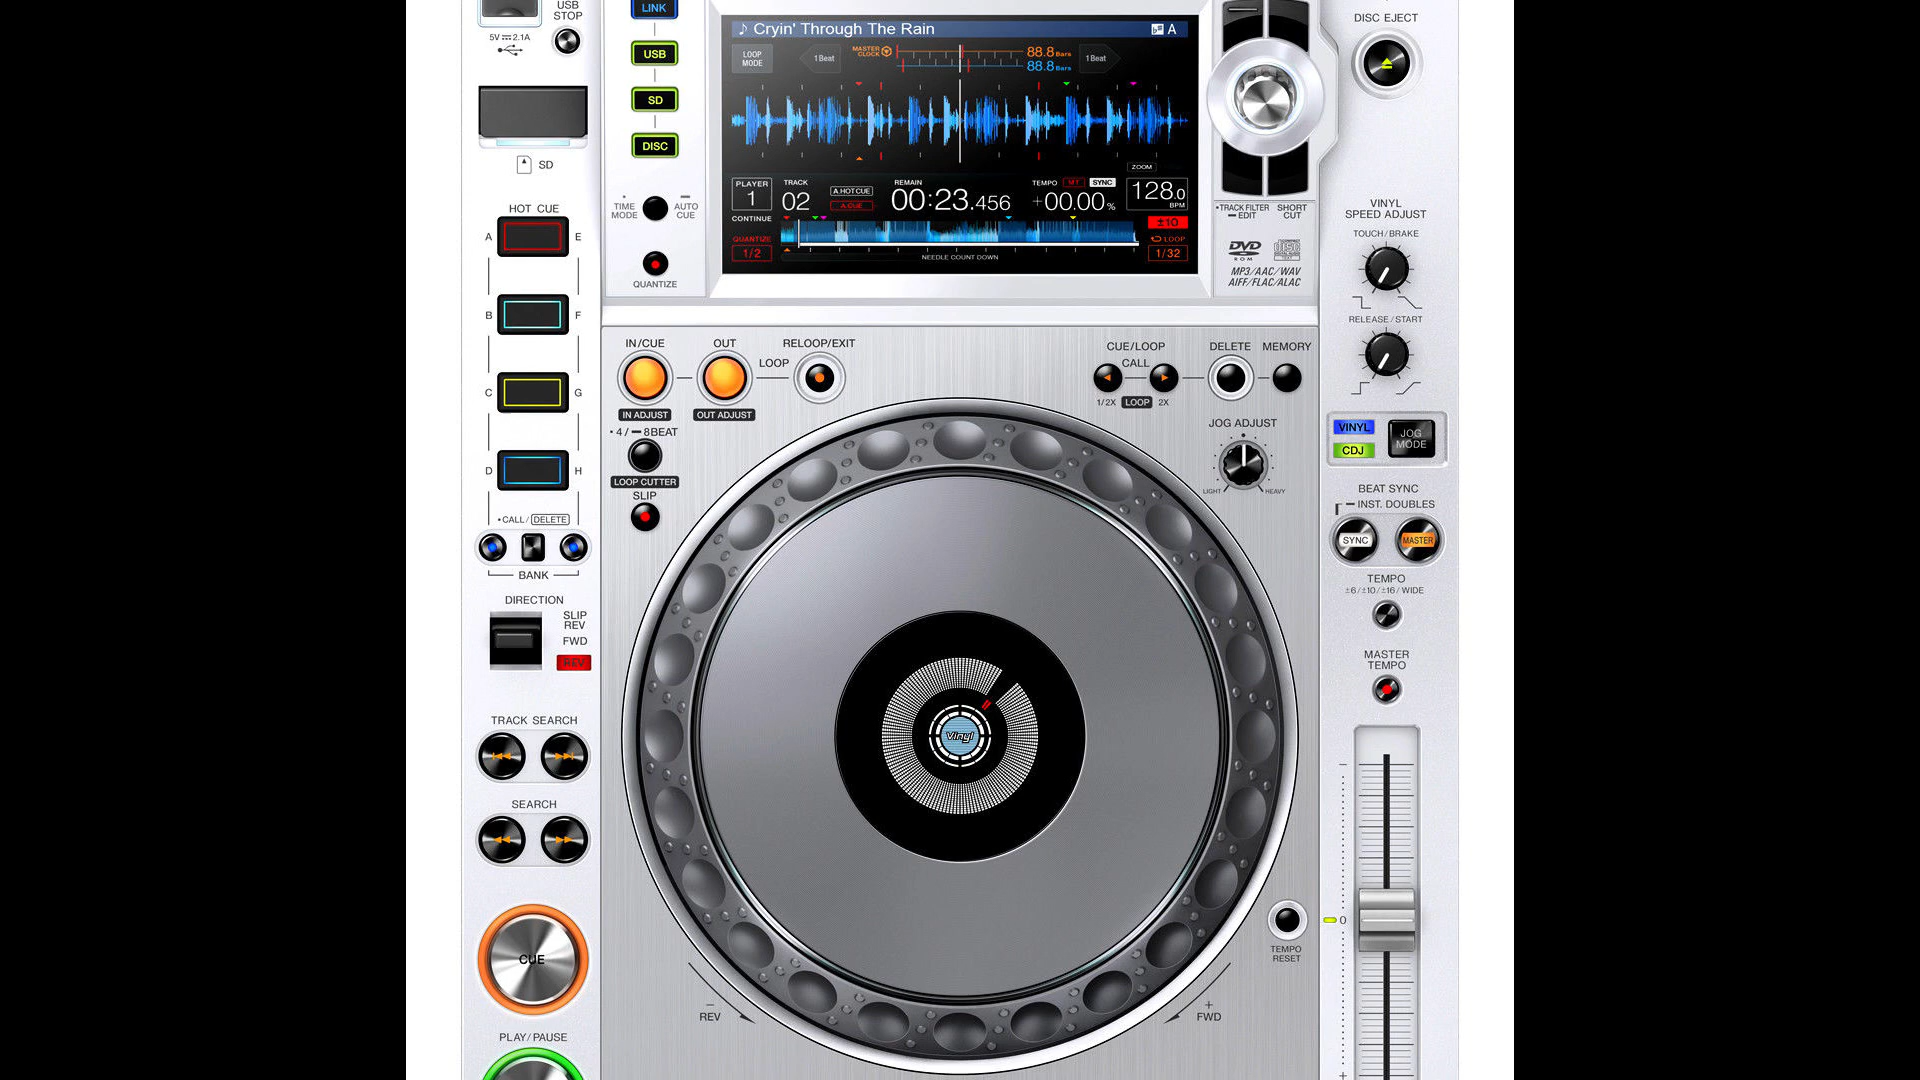 USB
STOP
5V 2.1A
SD
HOT CUE
A E
B F
C G
D H
•CALL / DELETE
BANK
DIRECTION
SLIP
REV
FWD
REV
TRACK SEARCH
SEARCH
CUE
PLAY/PAUSE
LINK
USB
SD
DISC
TIME
MODE
AUTO
CUE
QUANTIZE
♪ Cryin' Through The Rain A
LOOP
MODE
1Beat
MASTER
CLOCK
88.8 Bars
88.8 Bars
1Beat
ZOOM
PLAYER
1
TRACK
02
A.HOTCUE
A.CUE
REMAIN
00:23.456
TEMPO MT SYNC
+00.00%
128.0
BPM
CONTINUE
±10
QUANTIZE
1/2
LOOP
1/32
NEEDLE COUNT DOWN
•TRACK FILTER
EDIT
SHORT
CUT
DVD
ROM
DISC
MP3/AAC/WAV
AIFF/FLAC/ALAC
DISC EJECT
VINYL
SPEED ADJUST
TOUCH/BRAKE
RELEASE/START
VINYL
CDJ
JOG
MODE
BEAT SYNC
INST. DOUBLES
SYNC
MASTER
TEMPO
±6/±10/±16/WIDE
MASTER
TEMPO
0
TEMPO
RESET
IN/CUE
OUT
LOOP
RELOOP/EXIT
IN ADJUST
OUT ADJUST
•4/ — 8BEAT
LOOP CUTTER
SLIP
CUE/LOOP
CALL
1/2X LOOP 2X
DELETE
MEMORY
JOG ADJUST
LIGHT HEAVY
Vinyl
−
REV
+
FWD